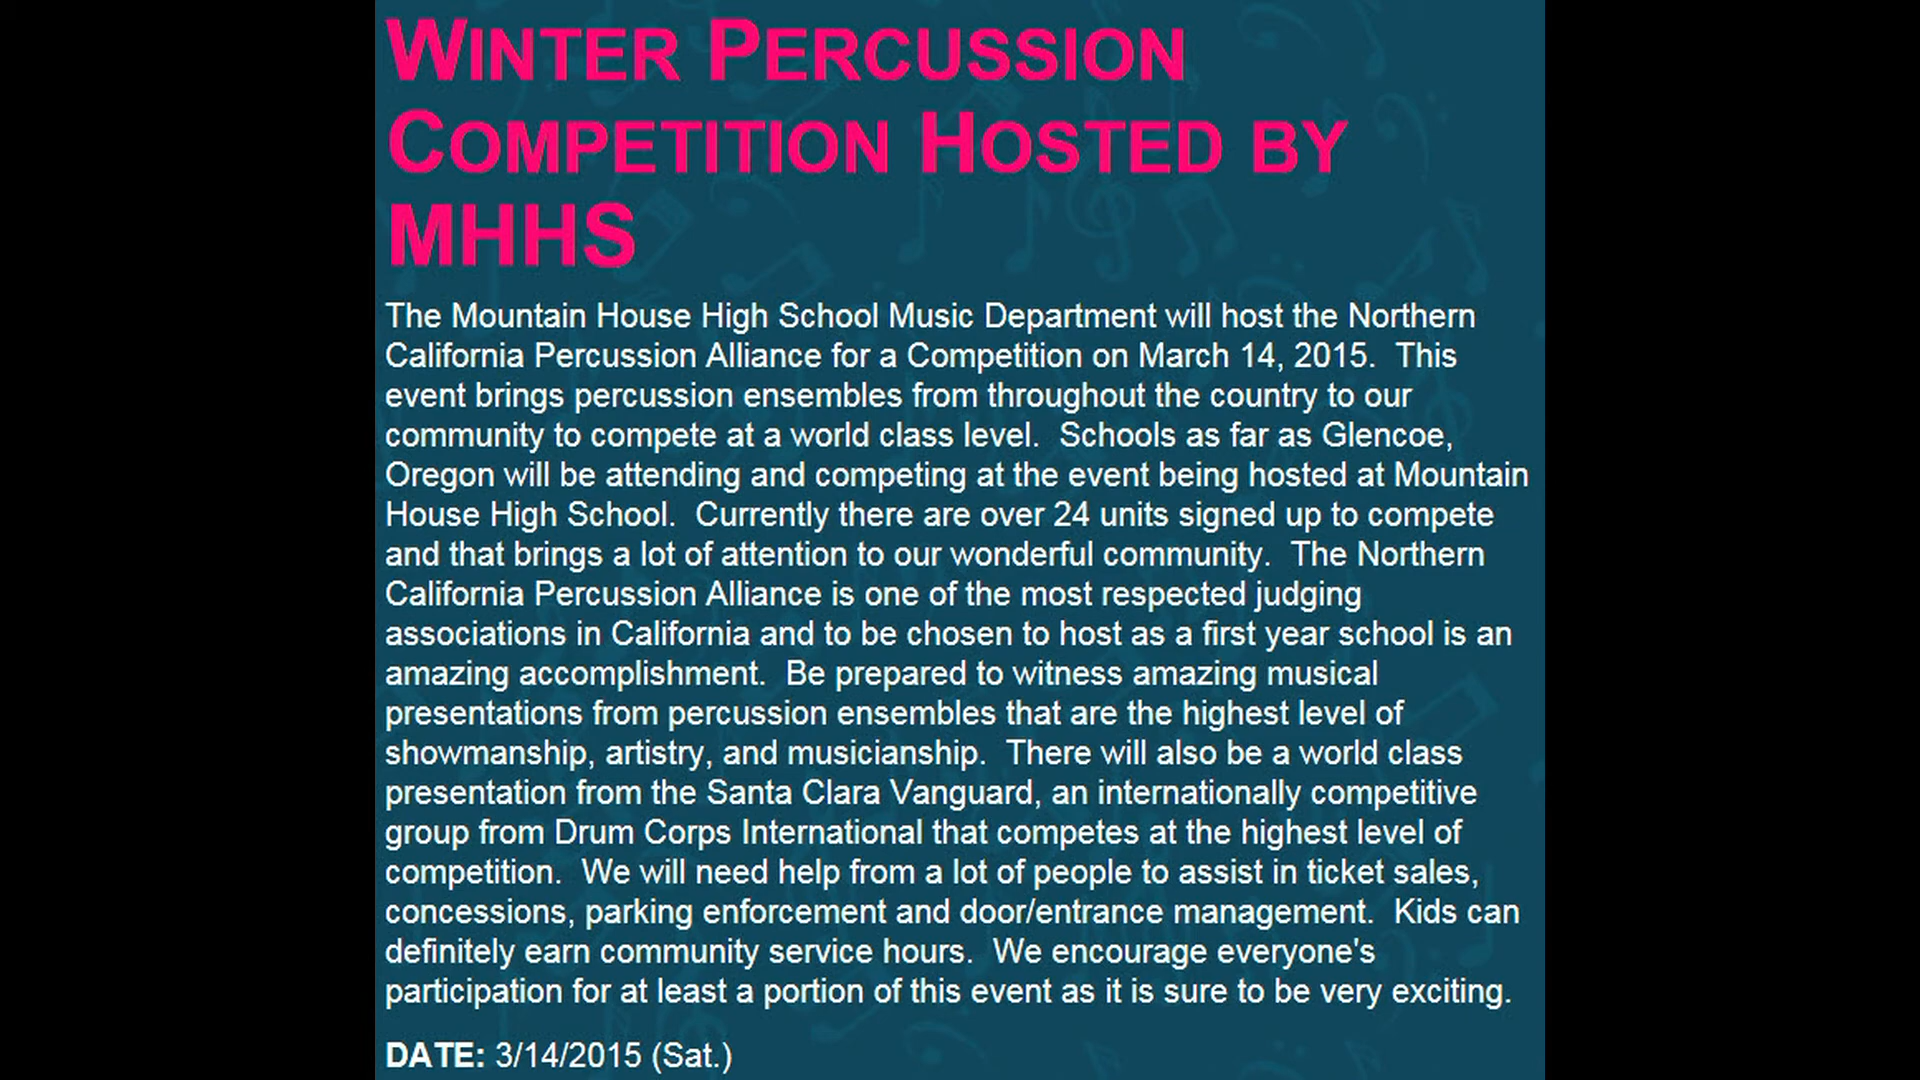 WINTER PERCUSSION
COMPETITION HOSTED BY
MHHS
The Mountain House High School Music Department will host the Northern
California Percussion Alliance for a Competition on March 14, 2015.  This
event brings percussion ensembles from throughout the country to our
community to compete at a world class level.  Schools as far as Glencoe,
Oregon will be attending and competing at the event being hosted at Mountain
House High School.  Currently there are over 24 units signed up to compete
and that brings a lot of attention to our wonderful community.  The Northern
California Percussion Alliance is one of the most respected judging
associations in California and to be chosen to host as a first year school is an
amazing accomplishment.  Be prepared to witness amazing musical
presentations from percussion ensembles that are the highest level of
showmanship, artistry, and musicianship.  There will also be a world class
presentation from the Santa Clara Vanguard, an internationally competitive
group from Drum Corps International that competes at the highest level of
competition.  We will need help from a lot of people to assist in ticket sales,
concessions, parking enforcement and door/entrance management.  Kids can
definitely earn community service hours.  We encourage everyone's
participation for at least a portion of this event as it is sure to be very exciting.
DATE: 3/14/2015 (Sat.)